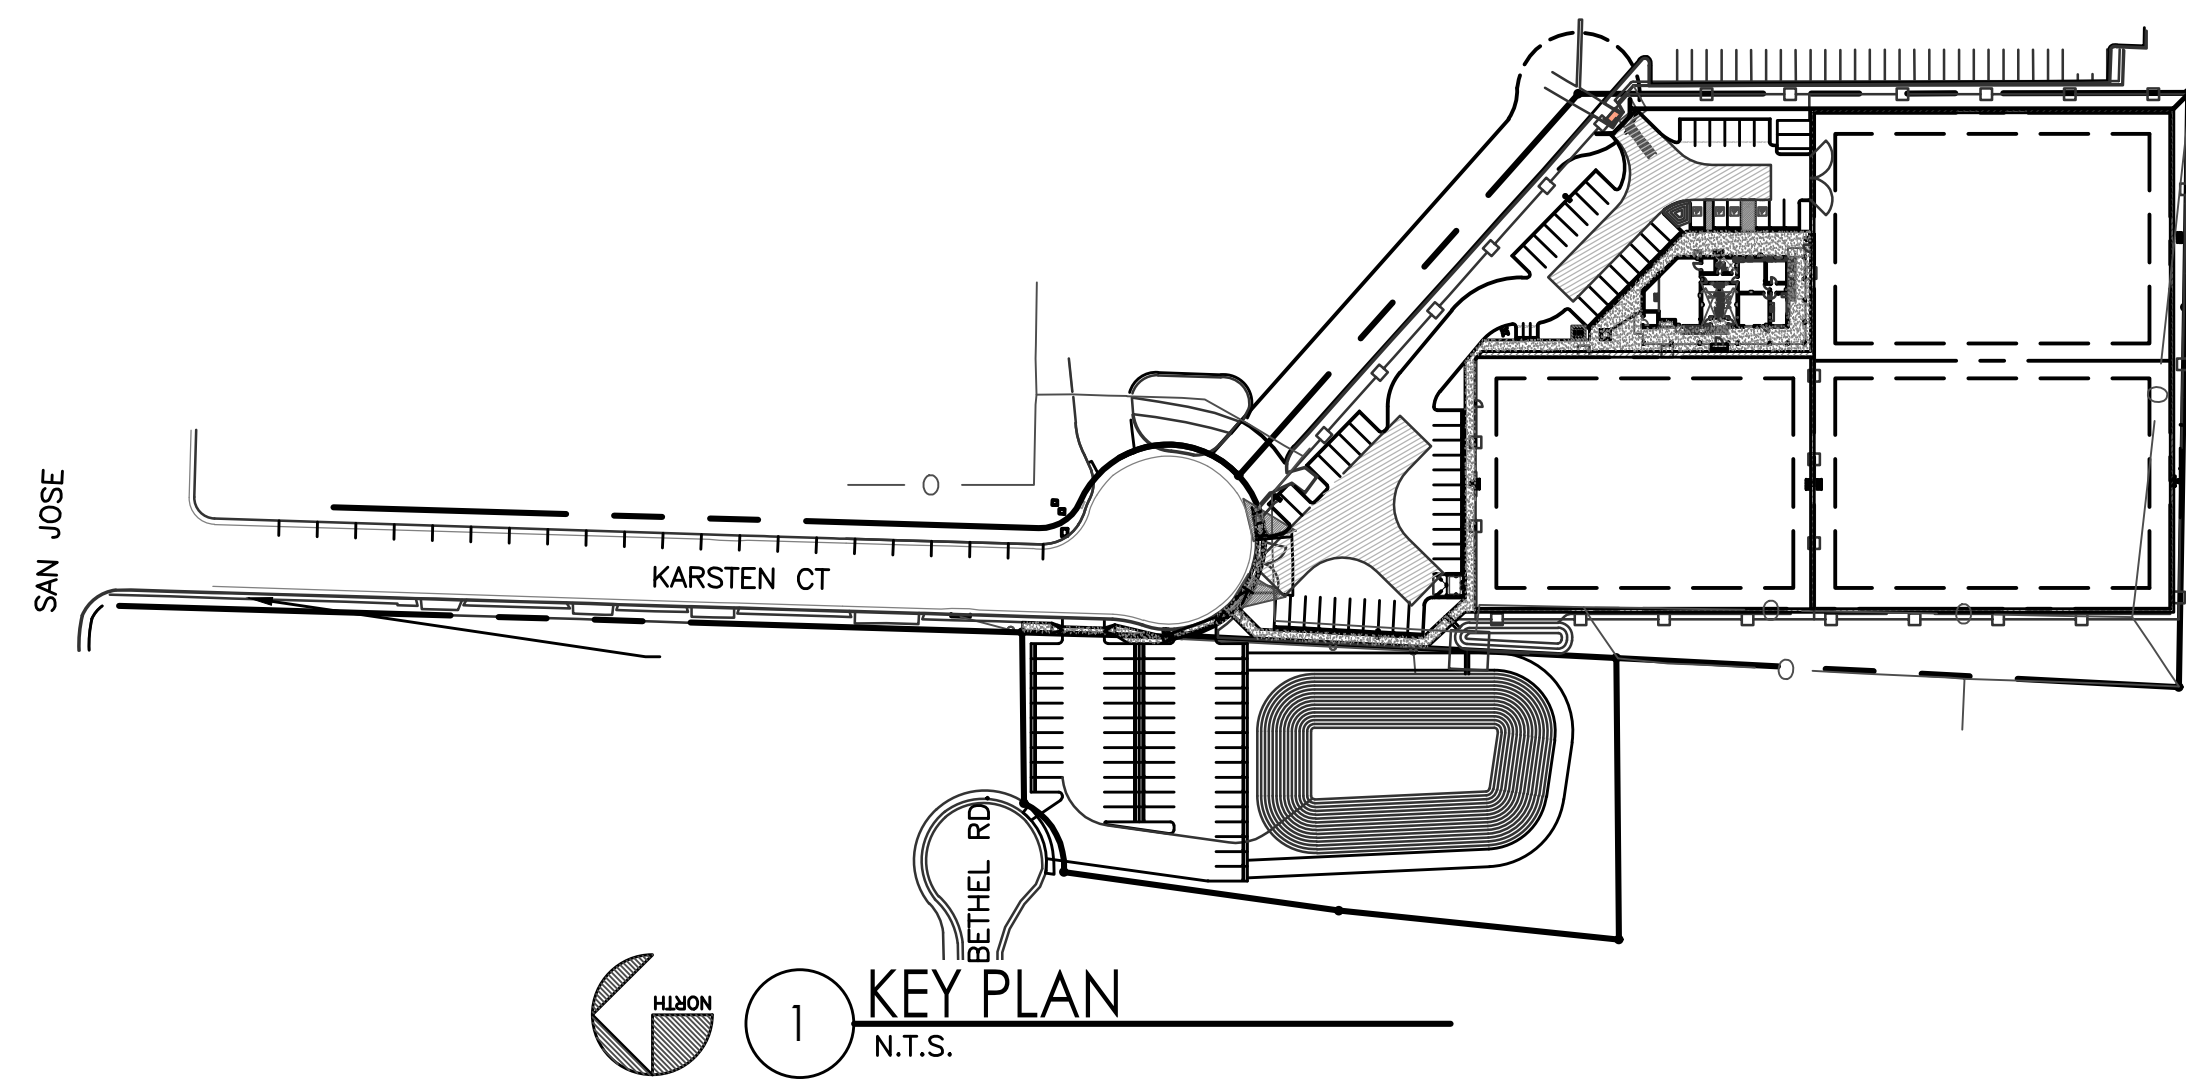 SAN JOSE
KARSTEN CT
BETHEL RD
NORTH
1
KEY PLAN
N.T.S.